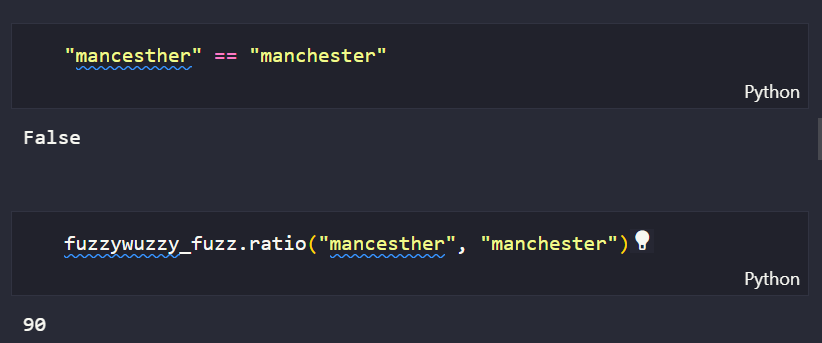 "mancesther" == "manchester"
Python
False
fuzzywuzzy_fuzz.ratio("mancesther", "manchester")
Python
90